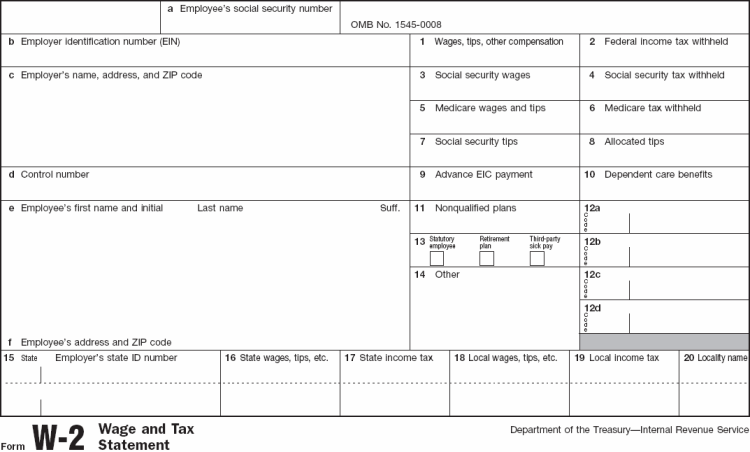 a Employee's social security number
OMB No. 1545-0008
b Employer identification number (EIN)
1 Wages, tips, other compensation
2 Federal income tax withheld
c Employer's name, address, and ZIP code
3 Social security wages
4 Social security tax withheld
5 Medicare wages and tips
6 Medicare tax withheld
7 Social security tips
8 Allocated tips
d Control number
9 Advance EIC payment
10 Dependent care benefits
e Employee's first name and initial Last name Suff.
11 Nonqualified plans
12a
Code
13 Statutory employee Retirement plan Third-party sick pay
12b
Code
14 Other
12c
Code
12d
Code
f Employee's address and ZIP code
15 State Employer's state ID number
16 State wages, tips, etc.
17 State income tax
18 Local wages, tips, etc.
19 Local income tax
20 Locality name
Form W-2 Wage and Tax Statement
Department of the Treasury—Internal Revenue Service